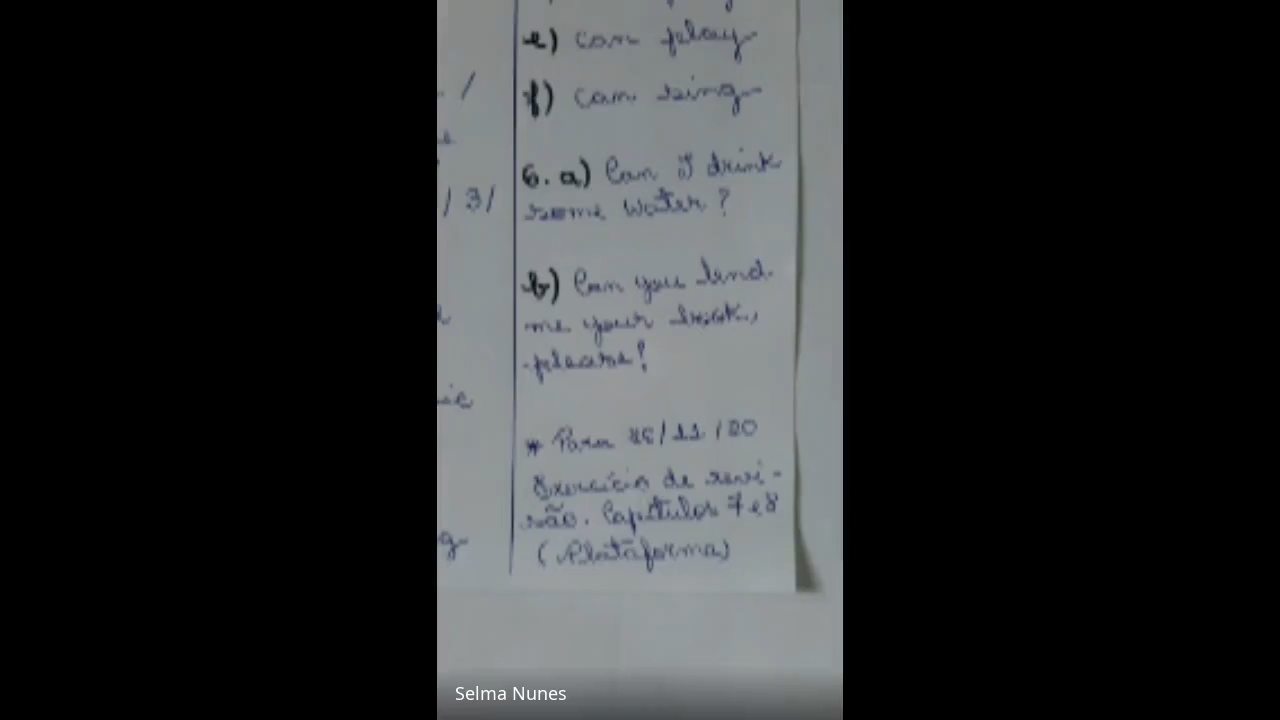 e) can play
f) can sing
6. a) Can I drink
some water?
b) Can you lend
me your book,
please?
* Para /11/20
Exercício de revi-
são. Capítulos 7 e 8
(Plataforma)
/
/ 3/
Selma Nunes